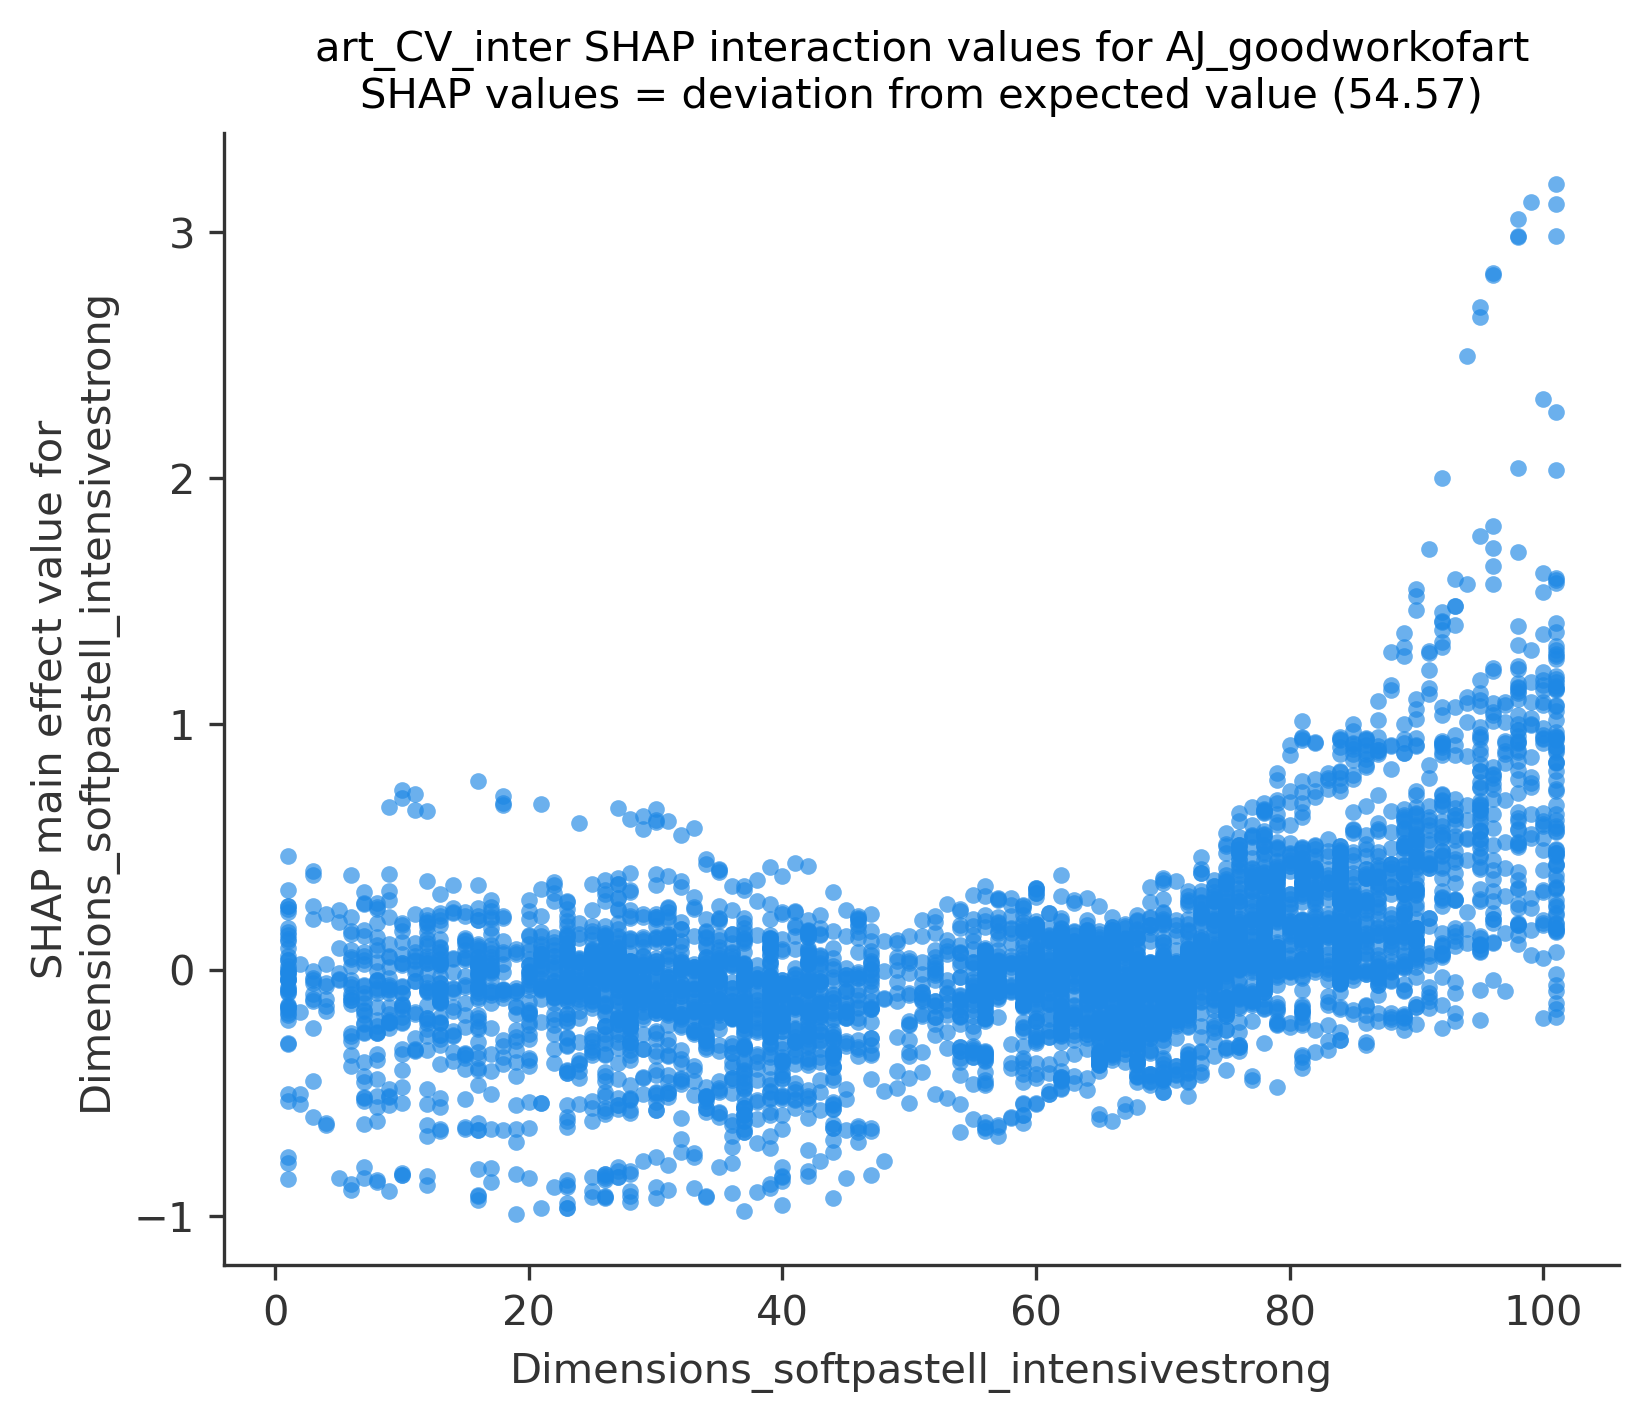 art_CV_inter SHAP interaction values for AJ_goodworkofart
SHAP values = deviation from expected value (54.57)
SHAP main effect value for
Dimensions_softpastell_intensivestrong
3
2
1
0
−1
0
20
40
60
80
100
Dimensions_softpastell_intensivestrong